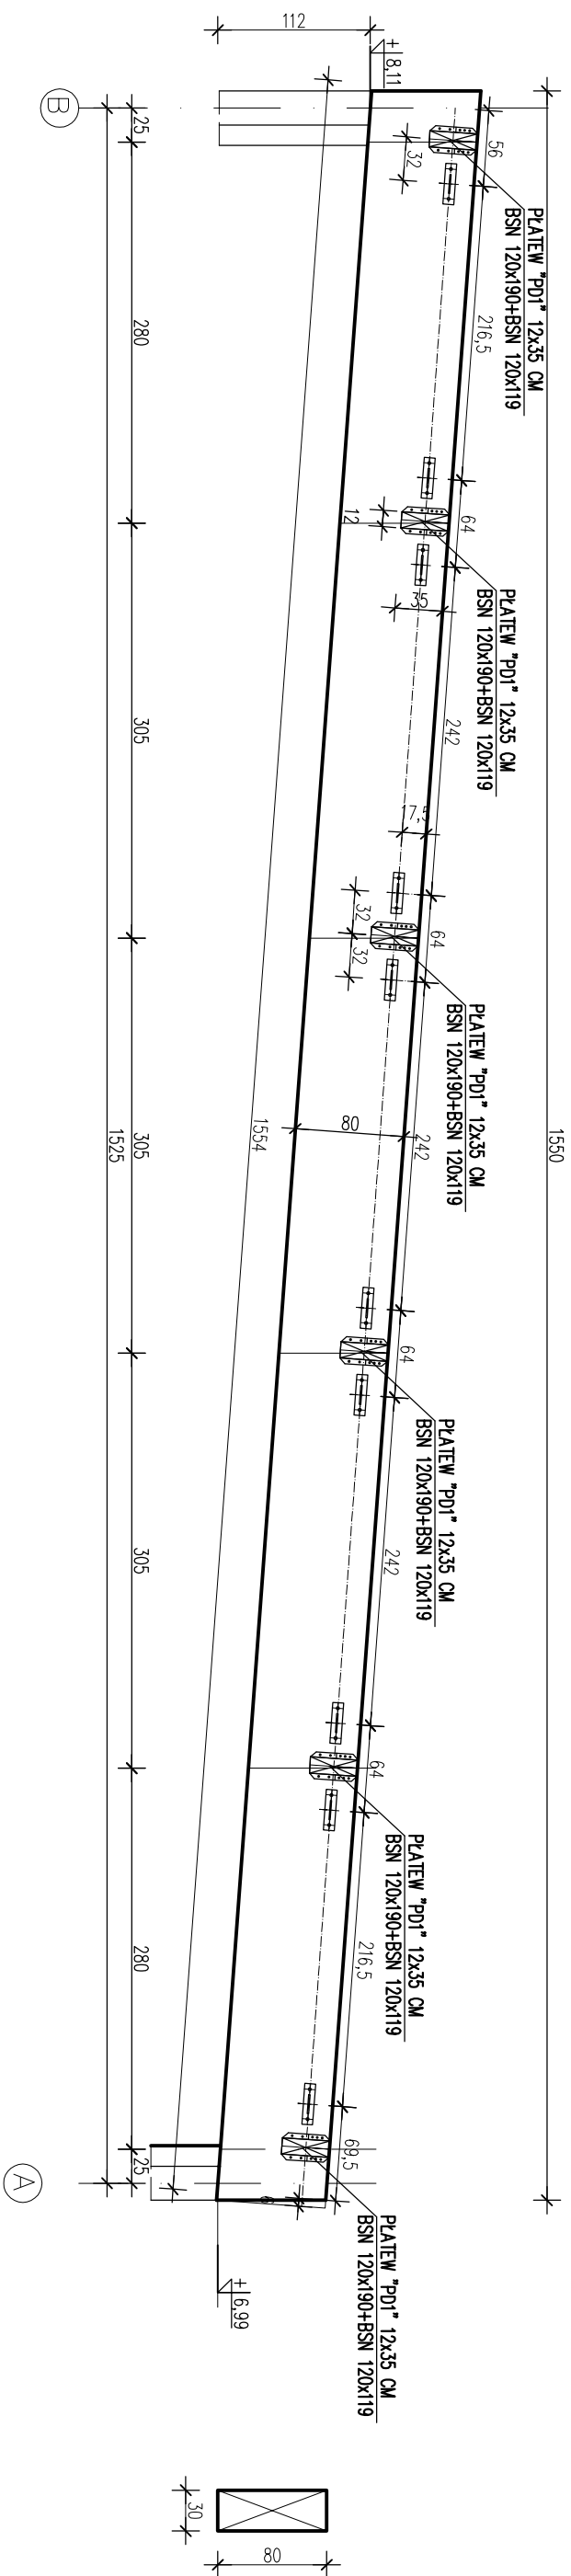 1550
PŁATEW "PD1" 12x35 CM
BSN 120x190+BSN 120x119
PŁATEW "PD1" 12x35 CM
BSN 120x190+BSN 120x119
PŁATEW "PD1" 12x35 CM
BSN 120x190+BSN 120x119
PŁATEW "PD1" 12x35 CM
BSN 120x190+BSN 120x119
PŁATEW "PD1" 12x35 CM
BSN 120x190+BSN 120x119
PŁATEW "PD1" 12x35 CM
BSN 120x190+BSN 120x119
56
216,5
64
242
64
242
64
242
64
216,5
69,5
32
12
35
17,5
32
32
80
112
+ 8,11
1554
+ 6,99
25
280
305
305
305
280
25
1525
B
A
30
80